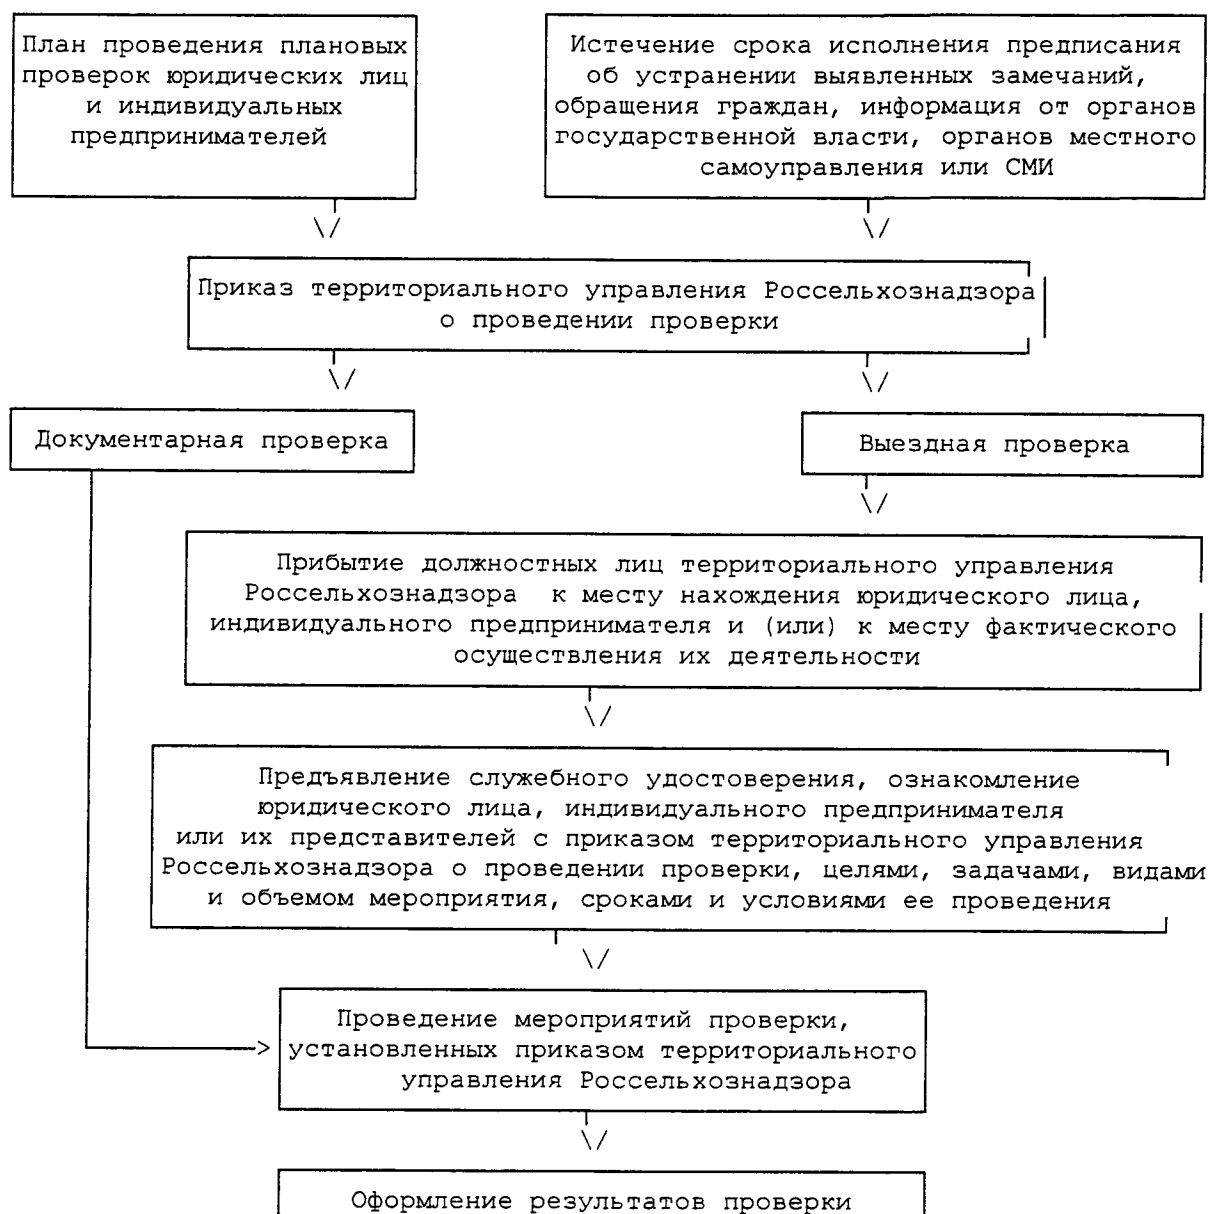 План проведения плановых
проверок юридических лиц
и индивидуальных
предпринимателей
Истечение срока исполнения предписания
об устранении выявленных замечаний,
обращения граждан, информация от органов
государственной власти, органов местного
самоуправления или СМИ
\/
\/
Приказ территориального управления Россельхознадзора
о проведении проверки
\/
\/
Документарная проверка
Выездная проверка
\/
Прибытие должностных лиц территориального управления
Россельхознадзора к месту нахождения юридического лица,
индивидуального предпринимателя и (или) к месту фактического
осуществления их деятельности
\/
Предъявление служебного удостоверения, ознакомление
юридического лица, индивидуального предпринимателя
или их представителей с приказом территориального управления
Россельхознадзора о проведении проверки, целями, задачами, видами
и объемом мероприятия, сроками и условиями ее проведения
\/
Проведение мероприятий проверки,
> установленных приказом территориального
управления Россельхознадзора
\/
Оформление результатов проверки